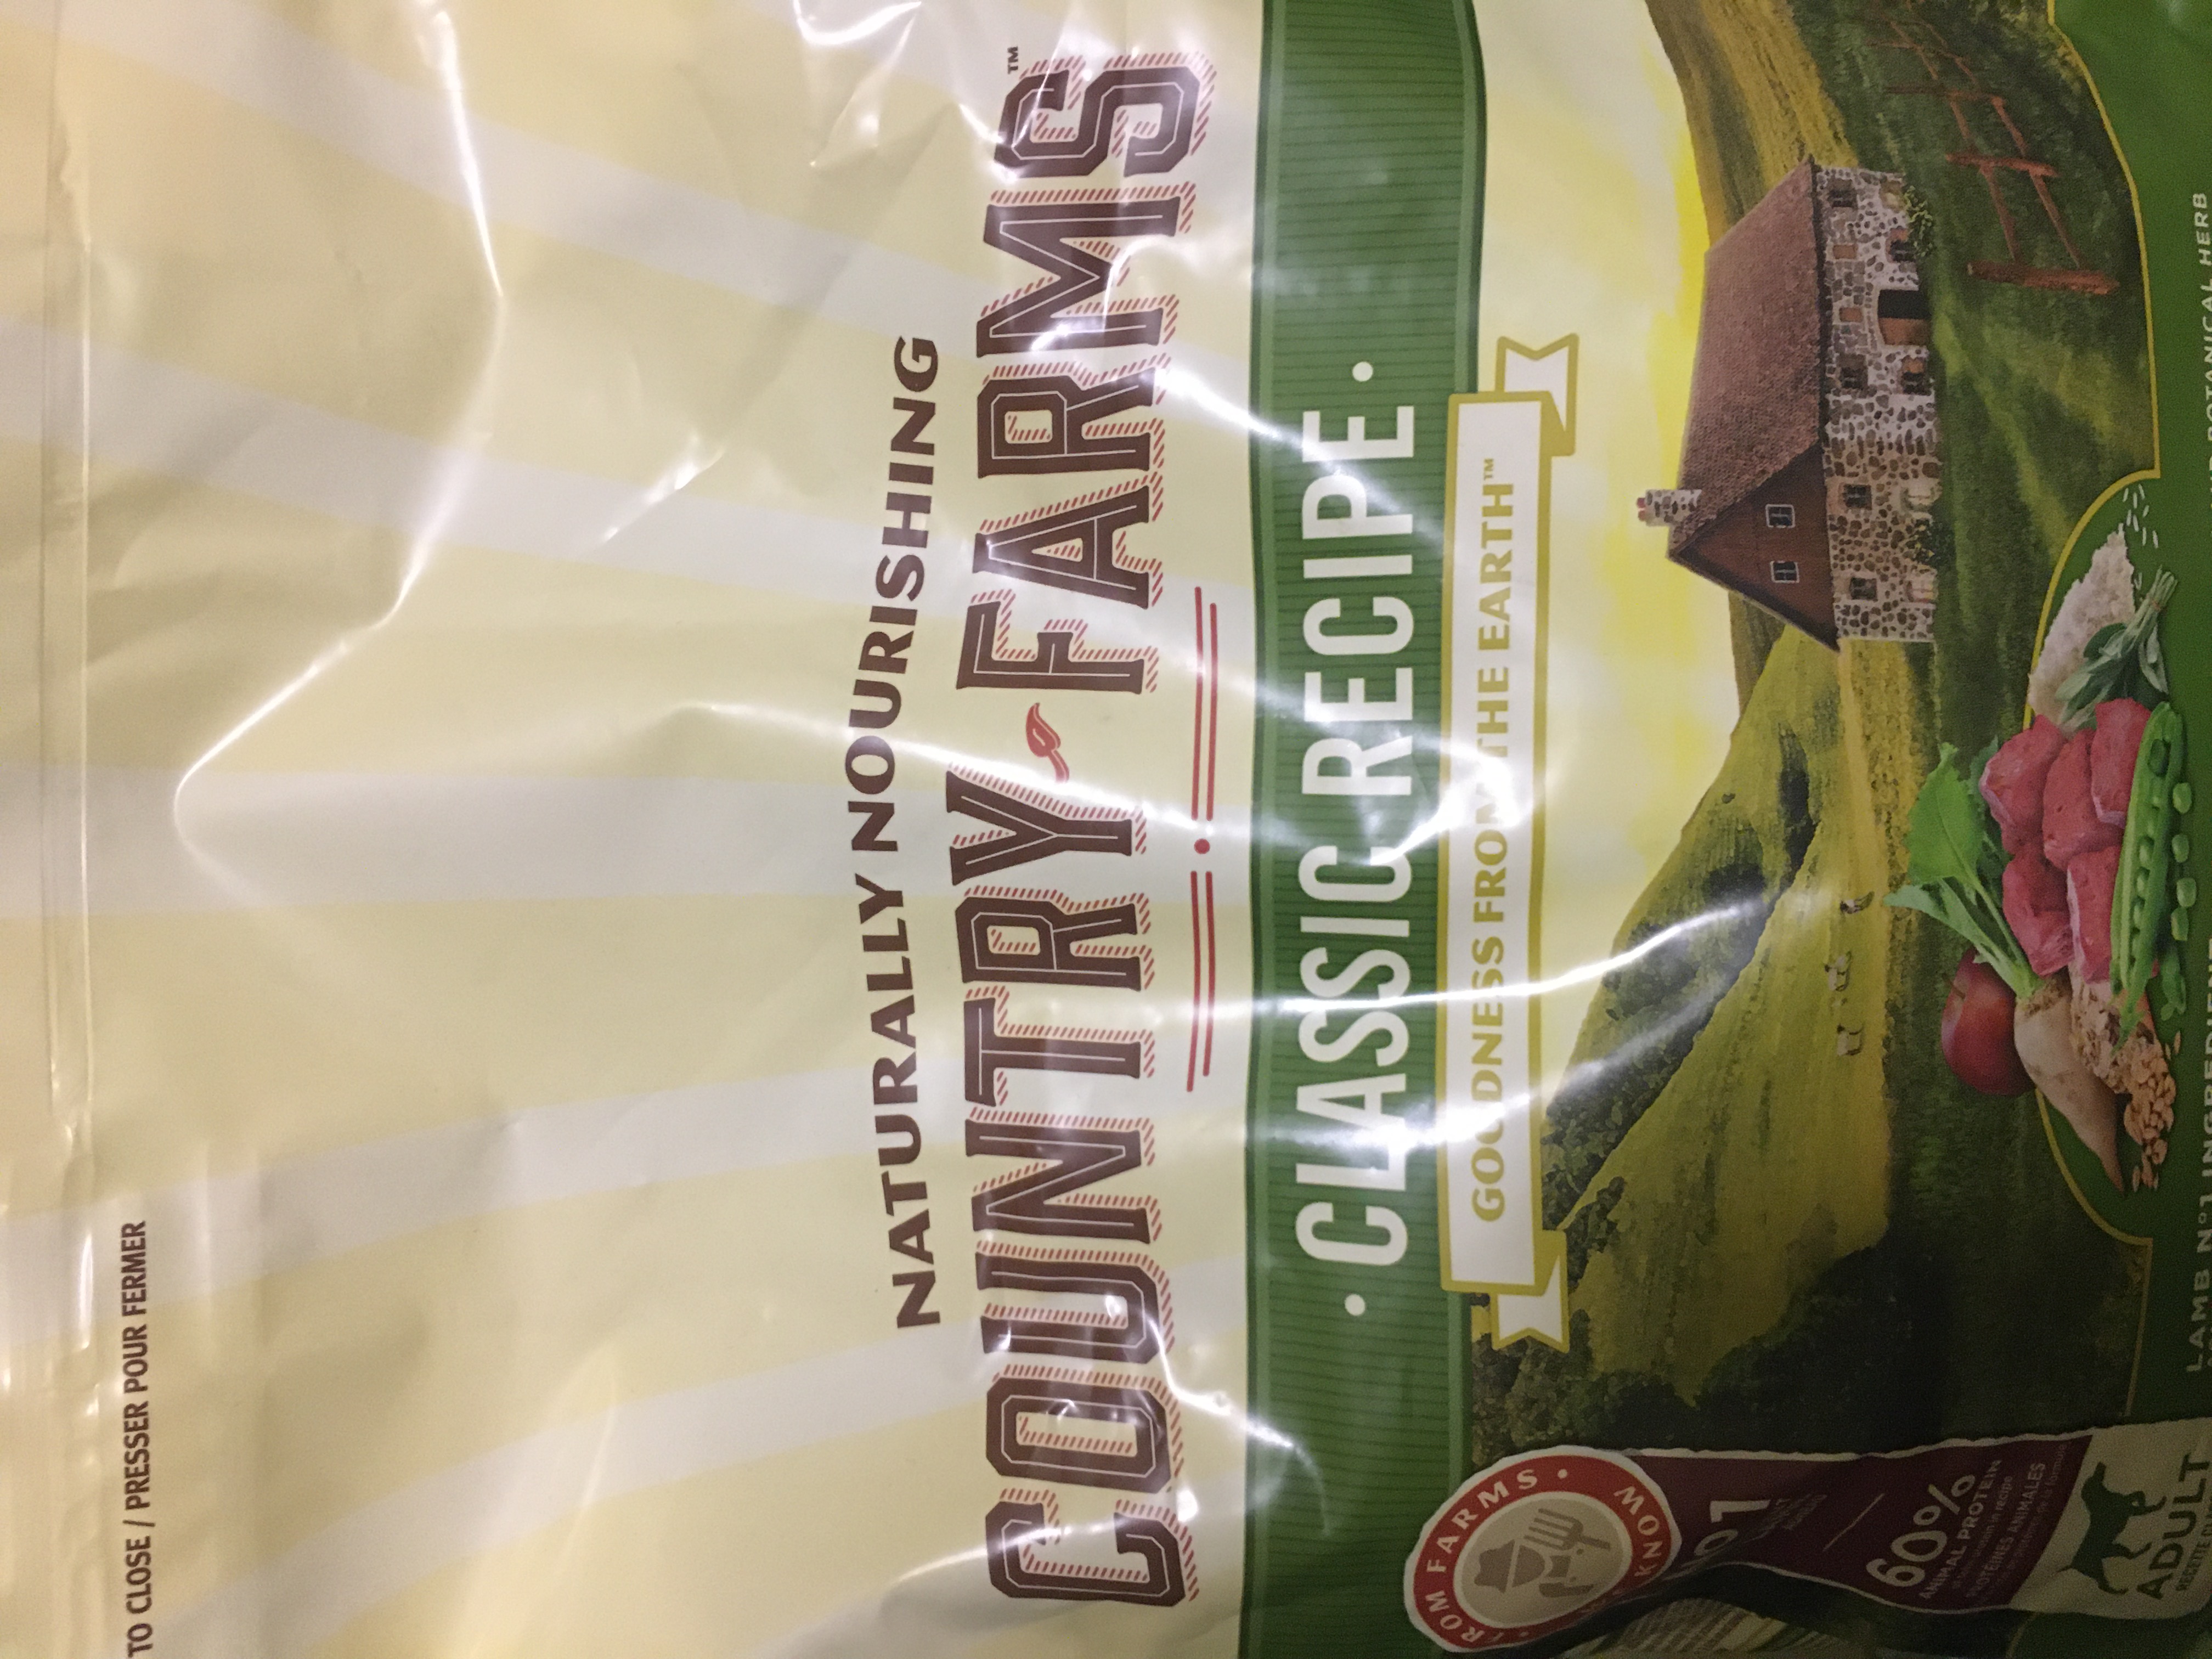 TO CLOSE / PRESSER POUR FERMER
NATURALLY NOURISHING
COUNTRY FARMS™
• CLASSIC RECIPE •
GOODNESS FROM THE EARTH™
• FROM FARMS •
KNOW
60%
ANIMAL PROTEIN
PROTÉINES ANIMALES
ADULT
LAMB Nº1 INGREDIENT
BOTANICAL HERB